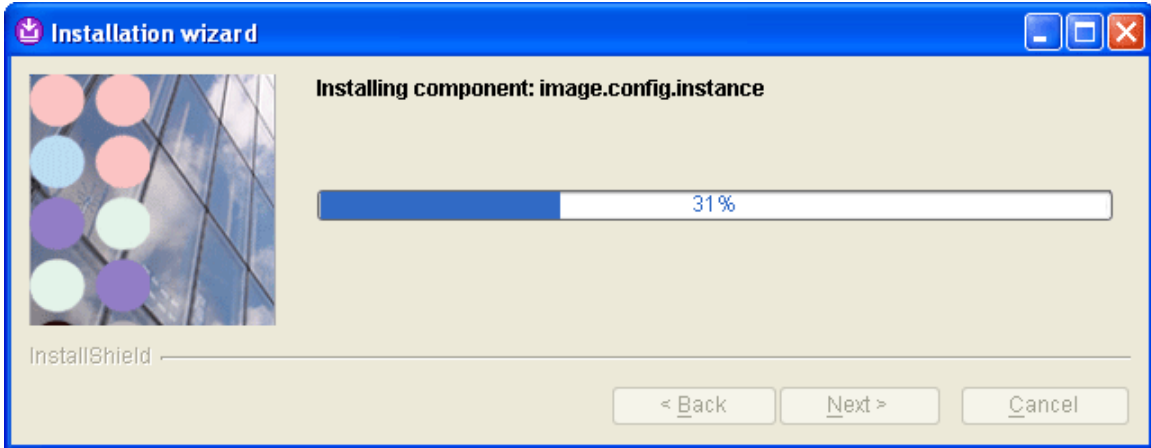 Installation wizard
Installing component: image.config.instance
31%
InstallShield
< Back
Next >
Cancel